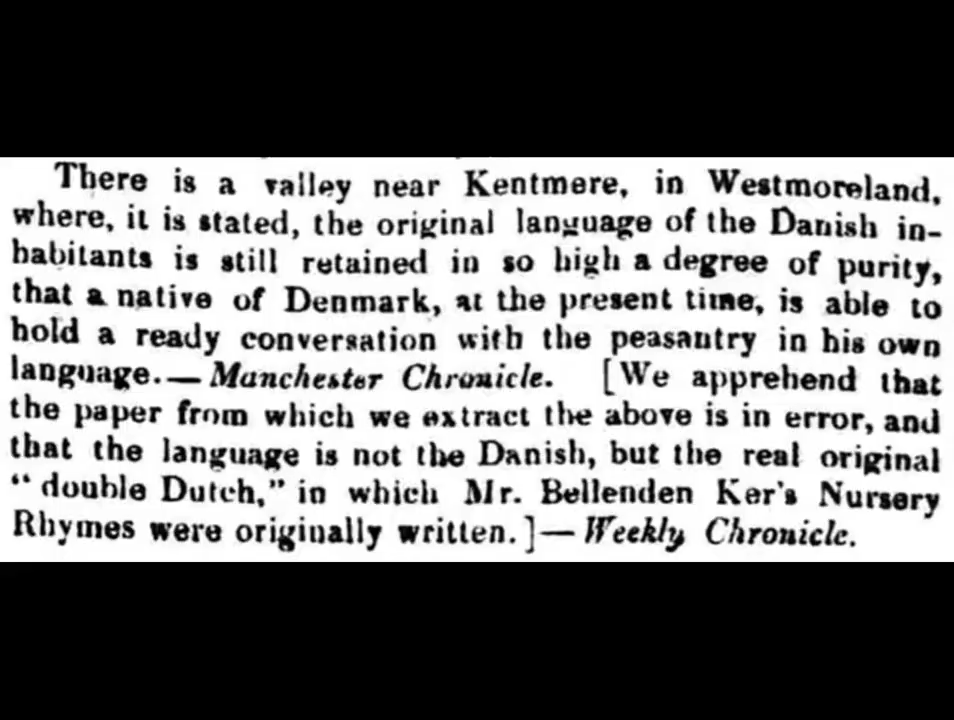 There is a valley near Kentmere, in Westmoreland,
where, it is stated, the original language of the Danish in-
habitants is still retained in so high a degree of purity,
that a native of Denmark, at the present time, is able to
hold a ready conversation with the peasantry in his own
language.—Manchester Chronicle. [We apprehend that
the paper from which we extract the above is in error, and
that the language is not the Danish, but the real original
“double Dutch,” in which Mr. Bellenden Ker's Nursery
Rhymes were originally written.]—Weekly Chronicle.